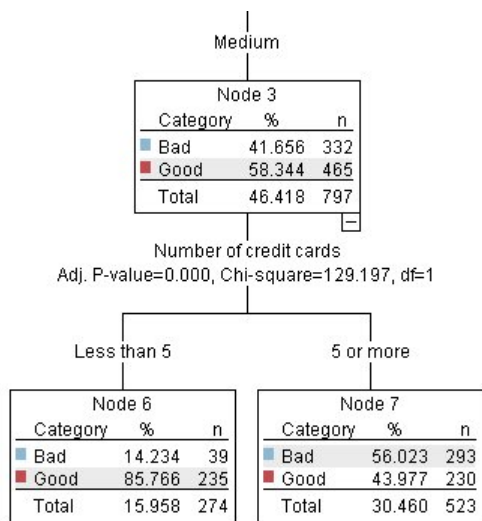 Medium
Node 3
Category % n
Bad 41.656 332
Good 58.344 465
Total 46.418 797
Number of credit cards
Adj. P-value=0.000, Chi-square=129.197, df=1
Less than 5
5 or more
Node 6
Category % n
Bad 14.234 39
Good 85.766 235
Total 15.958 274
Node 7
Category % n
Bad 56.023 293
Good 43.977 230
Total 30.460 523